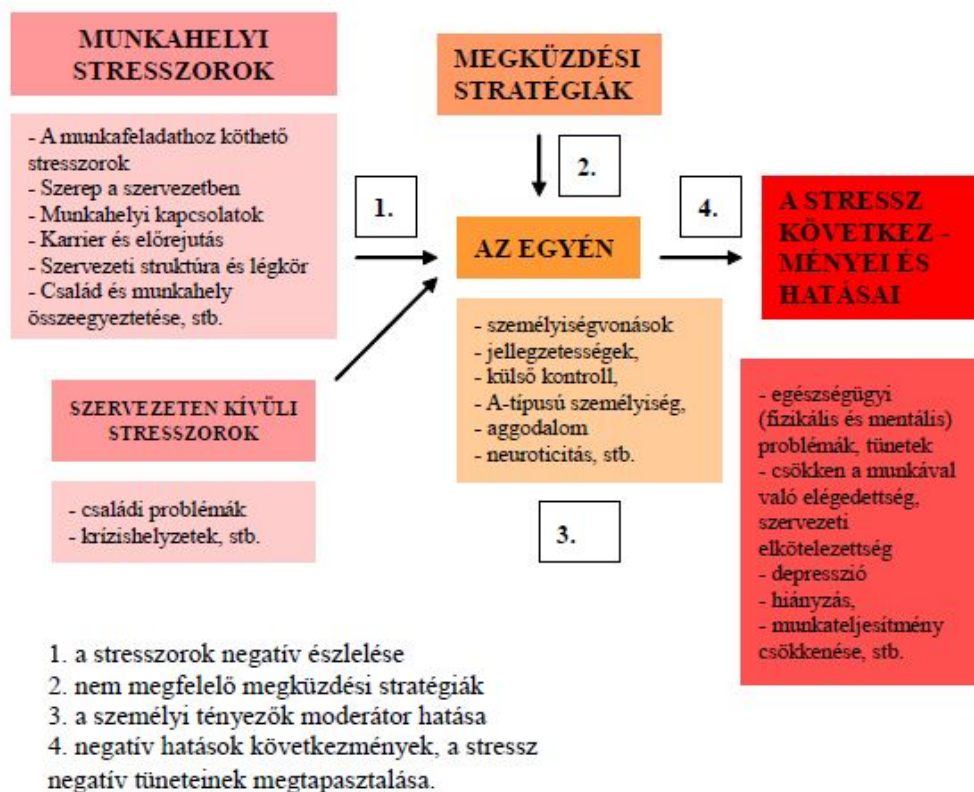 MUNKAHELYI
STRESSZOROK
- A munkafeladathoz köthető
stresszorok
- Szerep a szervezetben
- Munkahelyi kapcsolatok
- Karrier és előrejutás
- Szervezeti struktúra és légkör
- Család és munkahely
összeegyeztetése, stb.
SZERVEZETEN KÍVÜLI
STRESSZOROK
- családi problémák
- krízishelyzetek, stb.
1.
MEGKÜZDÉSI
STRATÉGIÁK
2.
AZ EGYÉN
- személyiségvonások
- jellegzetességek,
- külső kontroll,
- A-típusú személyiség,
- aggodalom
- neuroticitás, stb.
3.
4.
A STRESSZ
KÖVETKEZ -
MÉNYEI ÉS
HATÁSAI
- egészségügyi
(fizikális és mentális)
problémák, tünetek
- csökken a munkával
való elégedettség,
szervezeti
elkötelezettség
- depresszió
- hiányzás,
- munkateljesítmény
csökkenése, stb.
1. a stresszorok negatív észlelése
2. nem megfelelő megküzdési stratégiák
3. a személyi tényezők moderátor hatása
4. negatív hatások következmények, a stressz
negatív tüneteinek megtapasztalása.